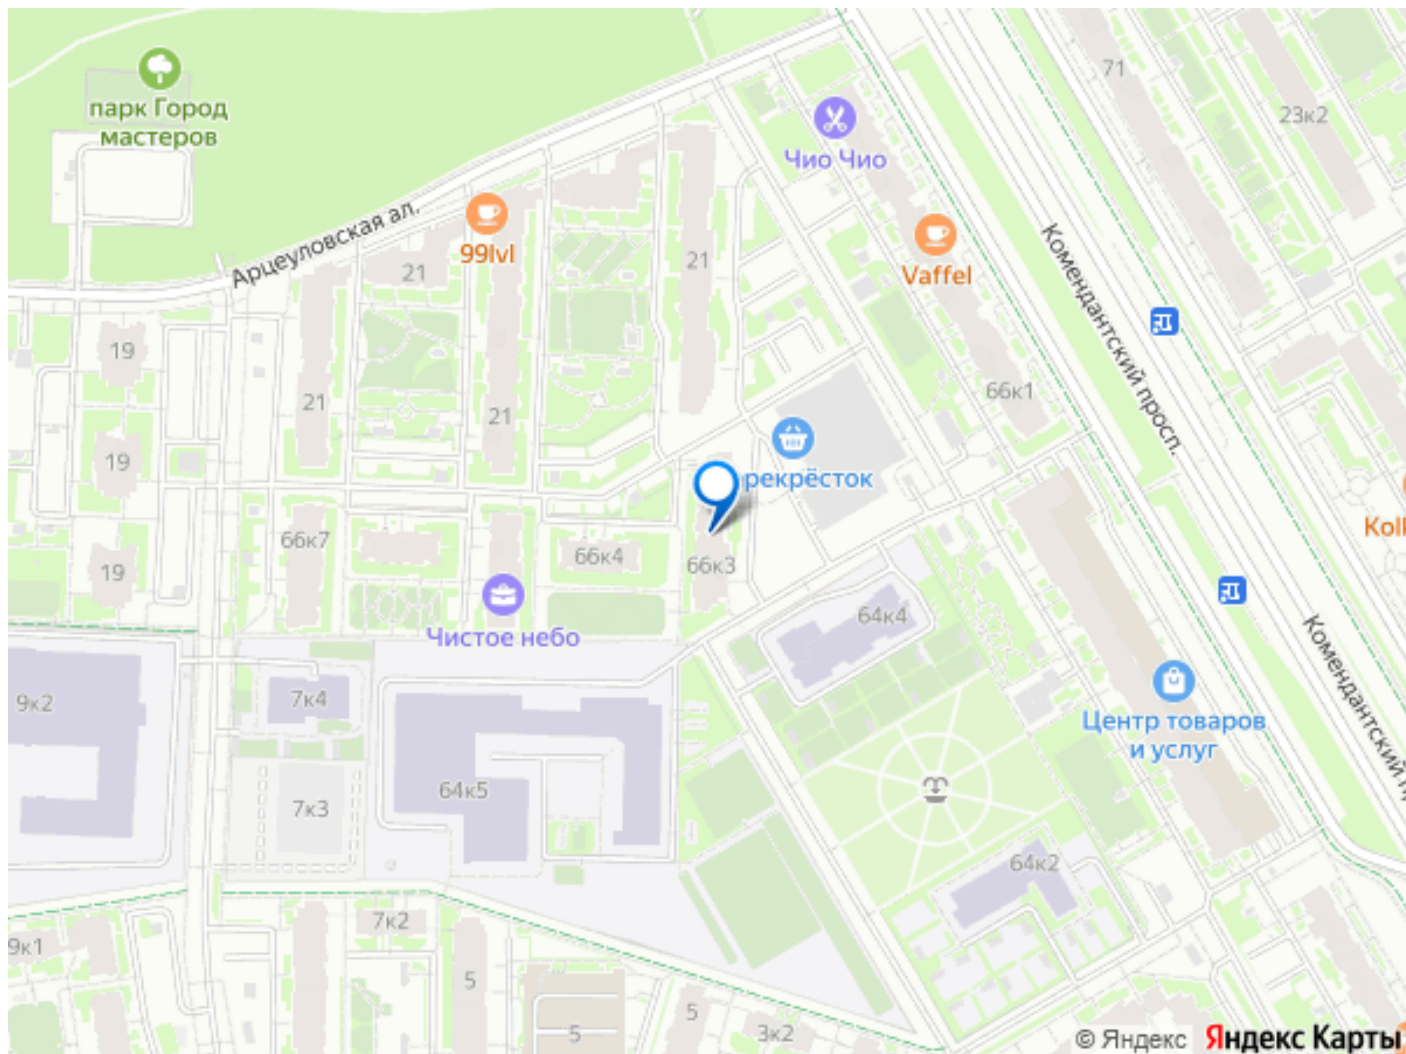 71
23к2
парк Город
мастеров
Чио Чио
Арцеуловская ал.
99lvl
Vaffel
Комендантский просп.
21
21
19
21
21
66к1
19
рекрёсток
66к7
66к4
66к3
19
64к4
Чистое небо
Комендантский п
9к2
7к4
Центр товаров
и услуг
64к5
7к3
64к2
7к2
9к1
5
5
5
3к2
© Яндекс Яндекс Карты